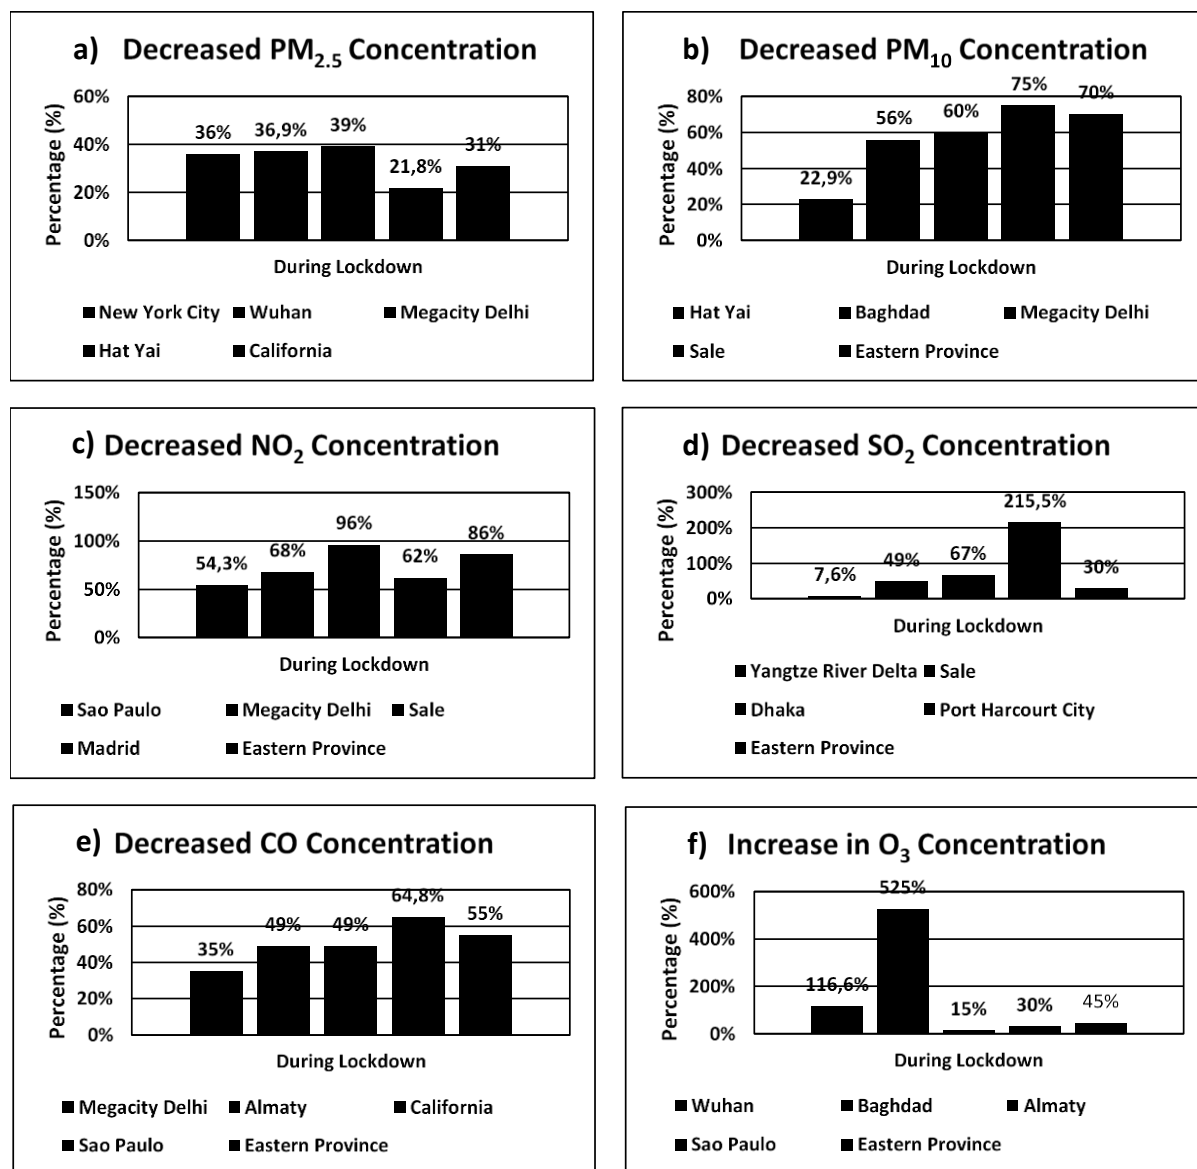 a) Decreased PM2.5 Concentration
Percentage (%)
60%
40%
20%
0%
36%
36,9%
39%
21,8%
31%
During Lockdown
New York City Wuhan Megacity Delhi
Hat Yai California
b) Decreased PM10 Concentration
Percentage (%)
80%
60%
40%
20%
0%
22,9%
56%
60%
75%
70%
During Lockdown
Hat Yai Baghdad Megacity Delhi
Sale Eastern Province
c) Decreased NO2 Concentration
Percentage (%)
150%
100%
50%
0%
54,3%
68%
96%
62%
86%
During Lockdown
Sao Paulo Megacity Delhi Sale
Madrid Eastern Province
d) Decreased SO2 Concentration
Percentage (%)
300%
200%
100%
0%
7,6%
49%
67%
215,5%
30%
During Lockdown
Yangtze River Delta Sale
Dhaka Port Harcourt City
Eastern Province
e) Decreased CO Concentration
Percentage (%)
80%
60%
40%
20%
0%
35%
49%
49%
64,8%
55%
During Lockdown
Megacity Delhi Almaty California
Sao Paulo Eastern Province
f) Increase in O3 Concentration
Percentage (%)
600%
400%
200%
0%
116,6%
525%
15%
30%
45%
During Lockdown
Wuhan Baghdad Almaty
Sao Paulo Eastern Province